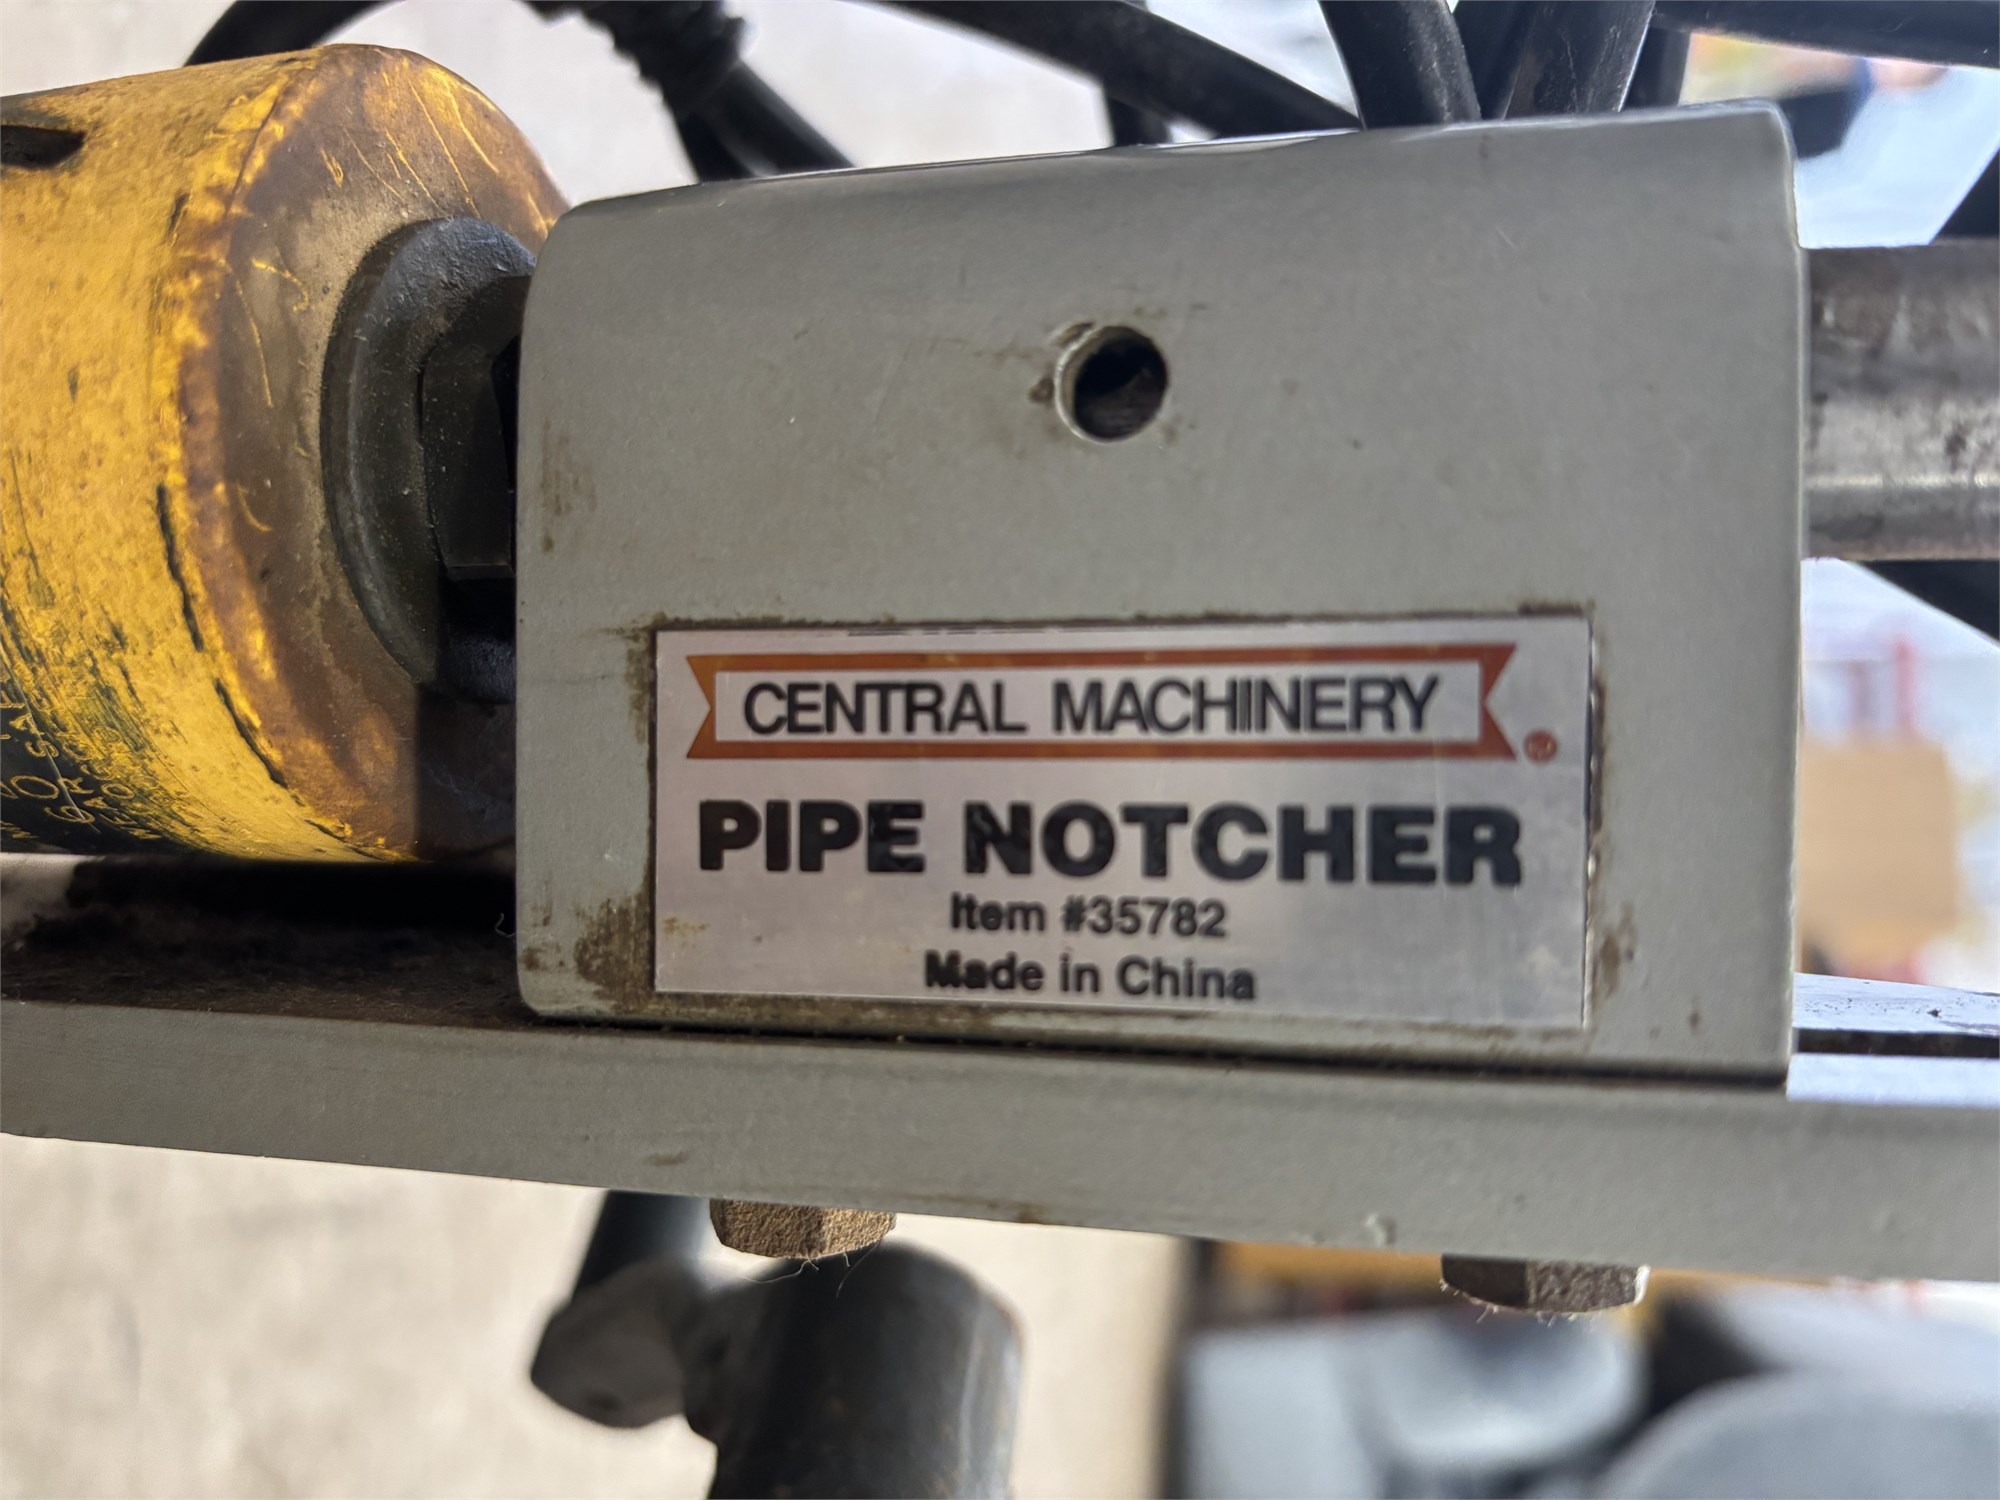 CENTRAL MACHINERY
®
PIPE NOTCHER
Item #35782
Made in China